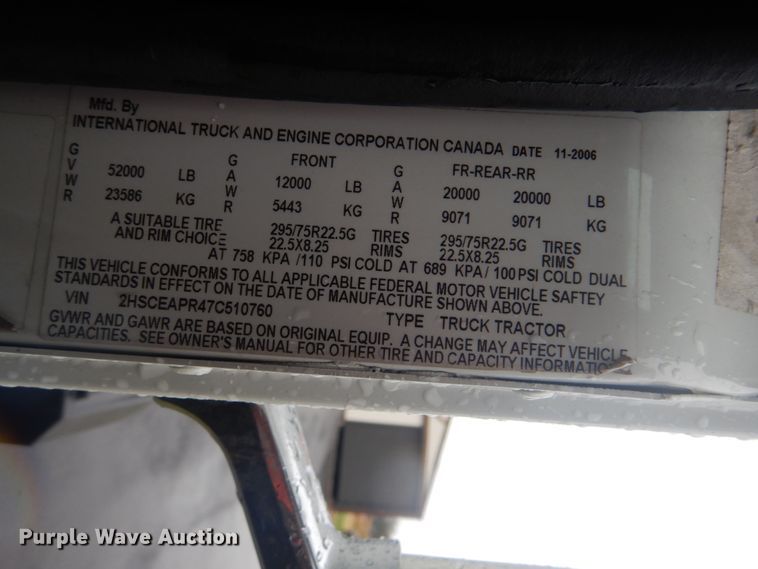 Mfd. By
INTERNATIONAL TRUCK AND ENGINE CORPORATION CANADA DATE 11-2006
GVWR 52000 LB 23586 KG
GAWR FRONT 12000 LB 5443 KG
GAWR FR-REAR-RR 20000 20000 LB 9071 9071 KG
A SUITABLE TIRE 295/75R22.5G TIRES 295/75R22.5G TIRES
AND RIM CHOICE 22.5X8.25 RIMS 22.5X8.25 RIMS
AT 758 KPA /110 PSI COLD AT 689 KPA/ 100 PSI COLD DUAL
THIS VEHICLE CONFORMS TO ALL APPLICABLE FEDERAL MOTOR VEHICLE SAFTEY
STANDARDS IN EFFECT ON THE DATE OF MANUFACTURE SHOWN ABOVE.
VIN 2HSCEAPR47C510760 TYPE TRUCK TRACTOR
GVWR AND GAWR ARE BASED ON ORIGINAL EQUIP. A CHANGE MAY AFFECT VEHICLE
CAPACITIES. SEE OWNER'S MANUAL FOR OTHER TIRE AND CAPACITY INFORMATION
Purple Wave Auction